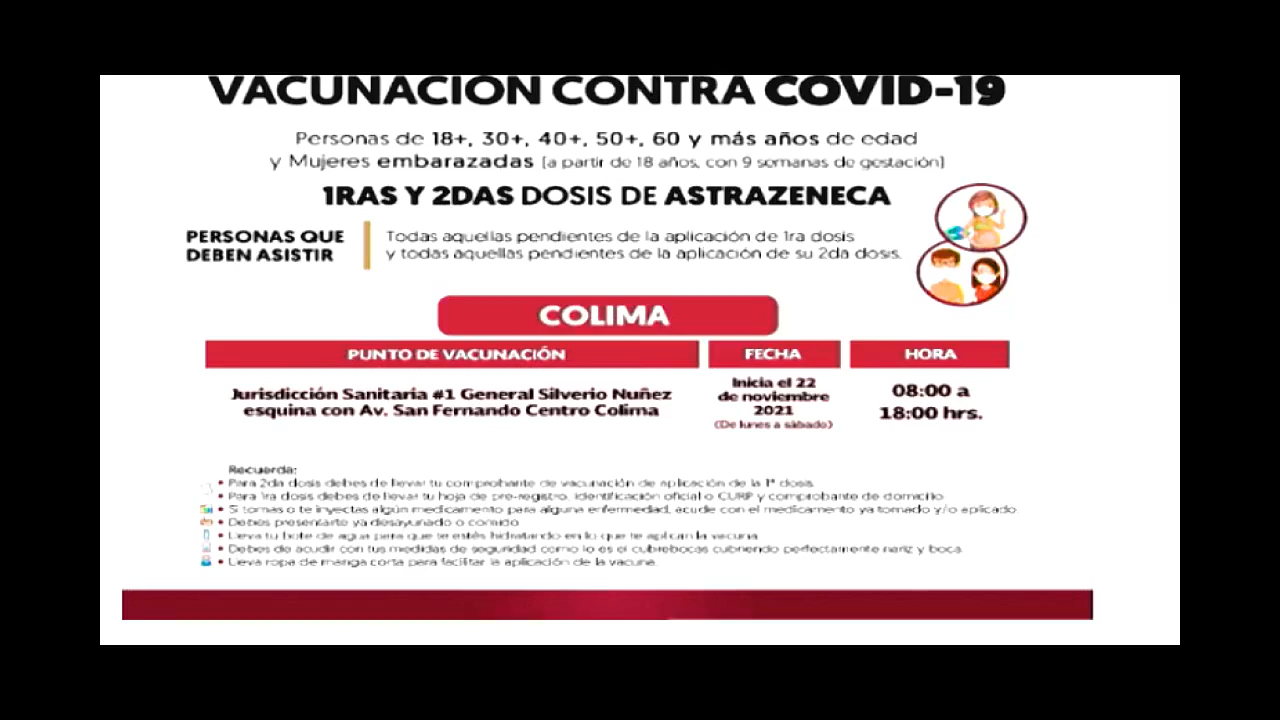 VACUNACIÓN CONTRA COVID-19
Personas de 18+, 30+, 40+, 50+, 60 y más años de edad
y Mujeres embarazadas (a partir de 18 años, con 9 semanas de gestación)
1RAS Y 2DAS DOSIS DE ASTRAZENECA
PERSONAS QUE
DEBEN ASISTIR
Todas aquellas pendientes de la aplicación de 1ra dosis
y todas aquellas pendientes de la aplicación de su 2da dosis.
COLIMA
PUNTO DE VACUNACIÓN
FECHA
HORA
Jurisdicción Sanitaria #1 General Silverio Nuñez
esquina con Av. San Fernando Centro Colima
Inicia el 22
de noviembre
2021
(De lunes a sábado)
08:00 a
18:00 hrs.
Recuerda:
• Para 2da dosis debes de llevar tu comprobante de vacunación de aplicación de la 1ª dosis.
• Para 1ra dosis debes de llevar tu hoja de pre-registro, identificación oficial o CURP y comprobante de domicilio
• Si tomas o te inyectas algún medicamento para alguna enfermedad, acude con el medicamento ya tomado y/o aplicado
• Debes presentarte ya desayunado o comido
• Lleva tu bote de agua para que te estés hidratando en lo que te aplican la vacuna
• Debes de acudir con tus medidas de seguridad como lo es el cubrebocas cubriendo perfectamente nariz y boca.
• Lleva ropa de manga corta para facilitar la aplicación de la vacuna.